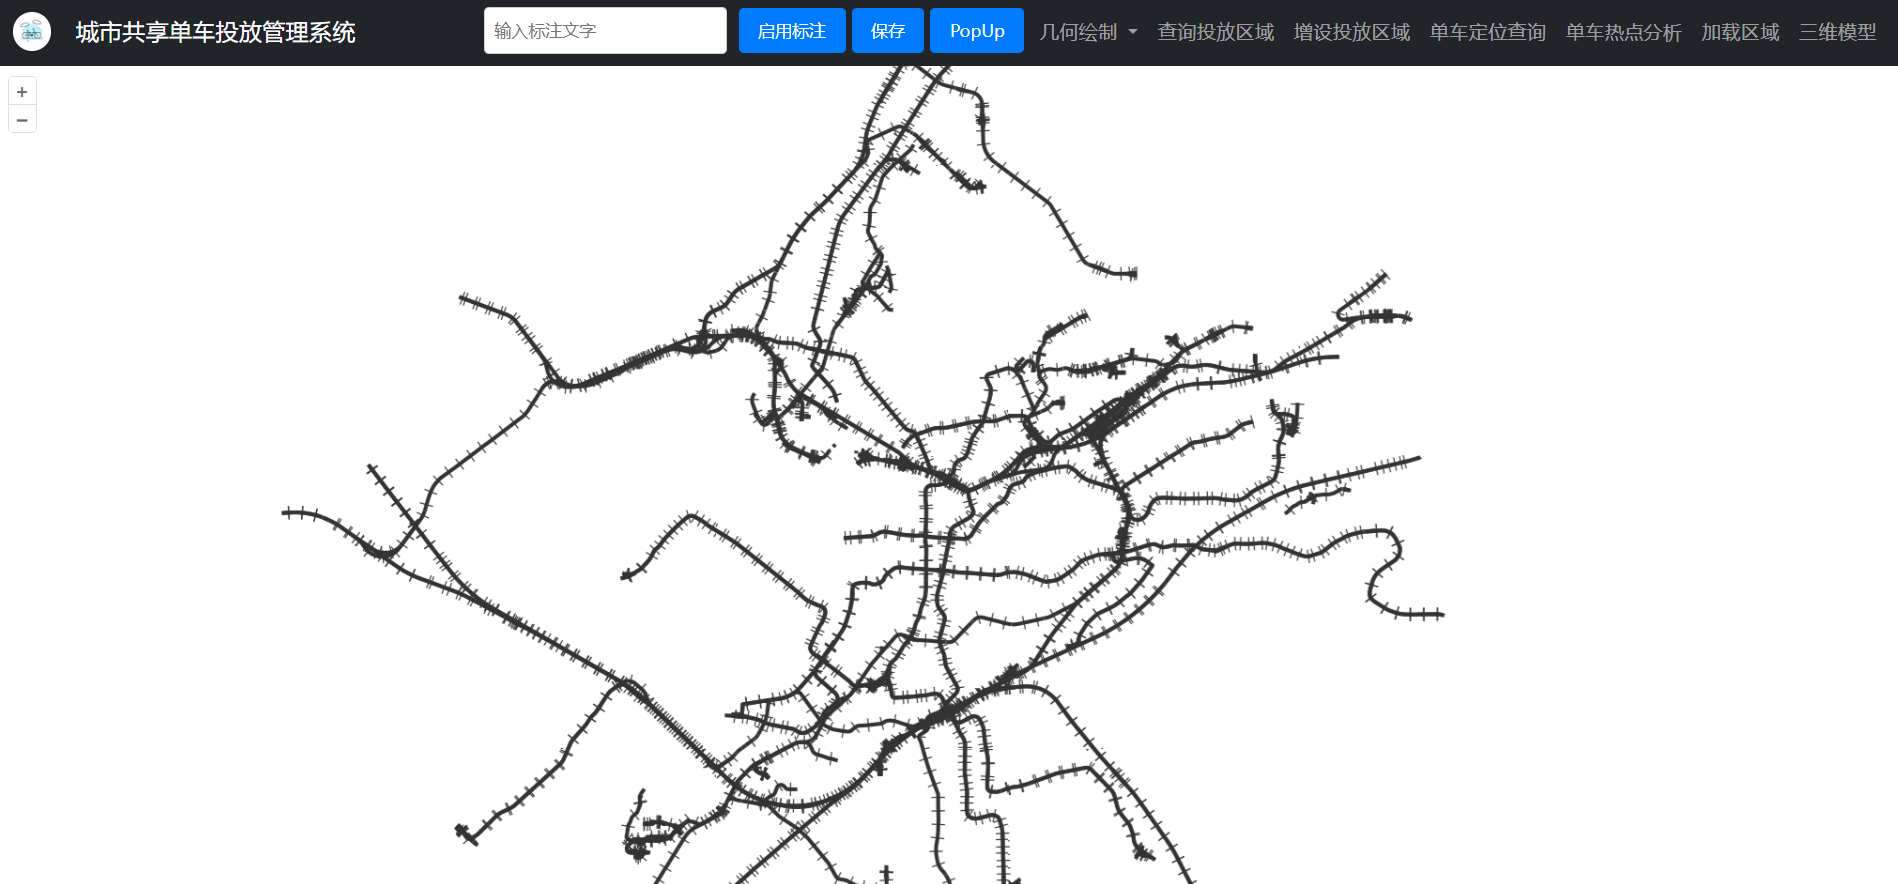 城市共享单车投放管理系统
输入标注文字
启用标注
保存
PopUp
几何绘制
查询投放区域
增设投放区域
单车定位查询
单车热点分析
加载区域
三维模型
+
−